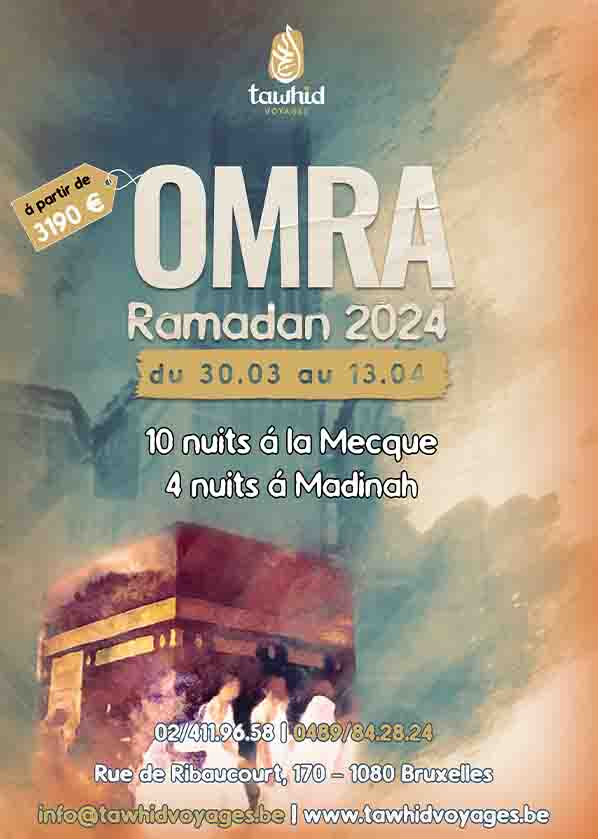 tawhid
VOYAGES
á partir de
3190 €
OMRA
Ramadan 2024
du 30.03 au 13.04
10 nuits á la Mecque
4 nuits á Madinah
02/411.96.58 | 0489/84.28.24
Rue de Ribaucourt, 170 – 1080 Bruxelles
info@tawhidvoyages.be | www.tawhidvoyages.be